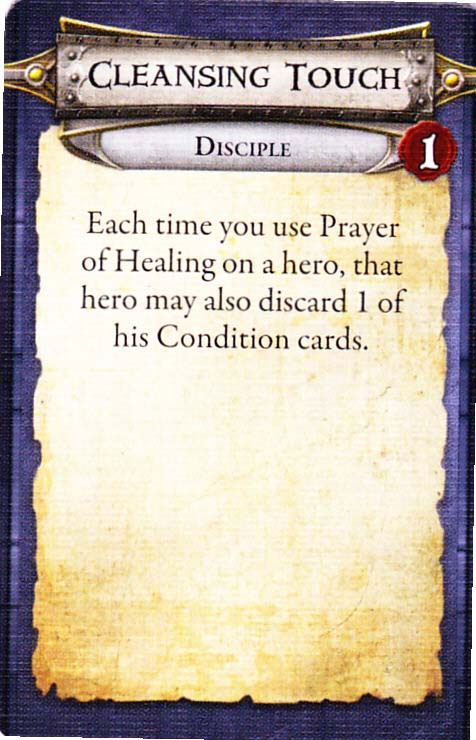 Cleansing Touch
Disciple
1
Each time you use Prayer
of Healing on a hero, that
hero may also discard 1 of
his Condition cards.